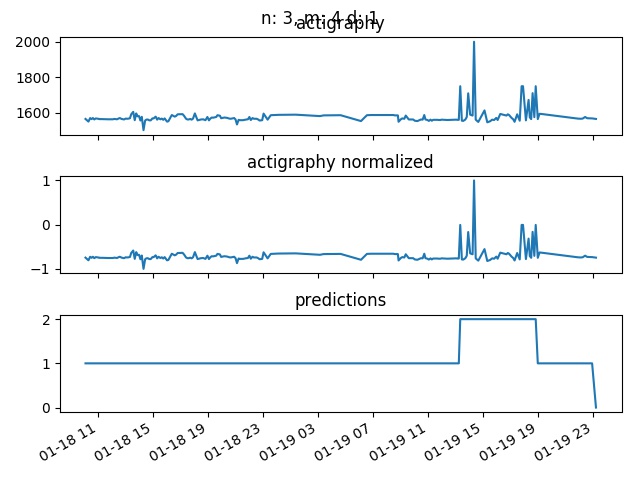 n: 3, m: 4 d: 1
actigraphy
2000
1800
1600
actigraphy normalized
1
0
−1
predictions
2
1
0
01-18 11 01-18 15 01-18 19 01-18 23 01-19 03 01-19 07 01-19 11 01-19 15 01-19 19 01-19 23